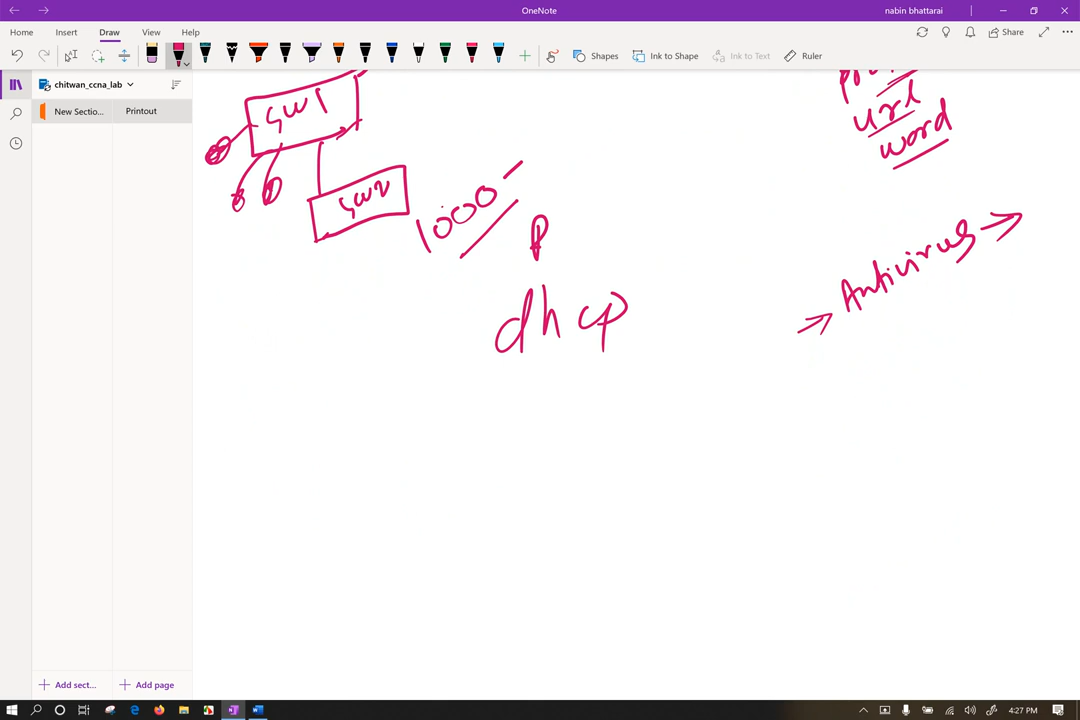 OneNote
nabin bhattarai
Home Insert Draw View Help
Share
Shapes
Ink to Shape
Ink to Text
Ruler
chitwan_ccna_lab
New Sectio...
Printout
SW1
SW2
1000
P
dhcp
url
word
Antivirus
Add sect...
Add page
4:27 PM